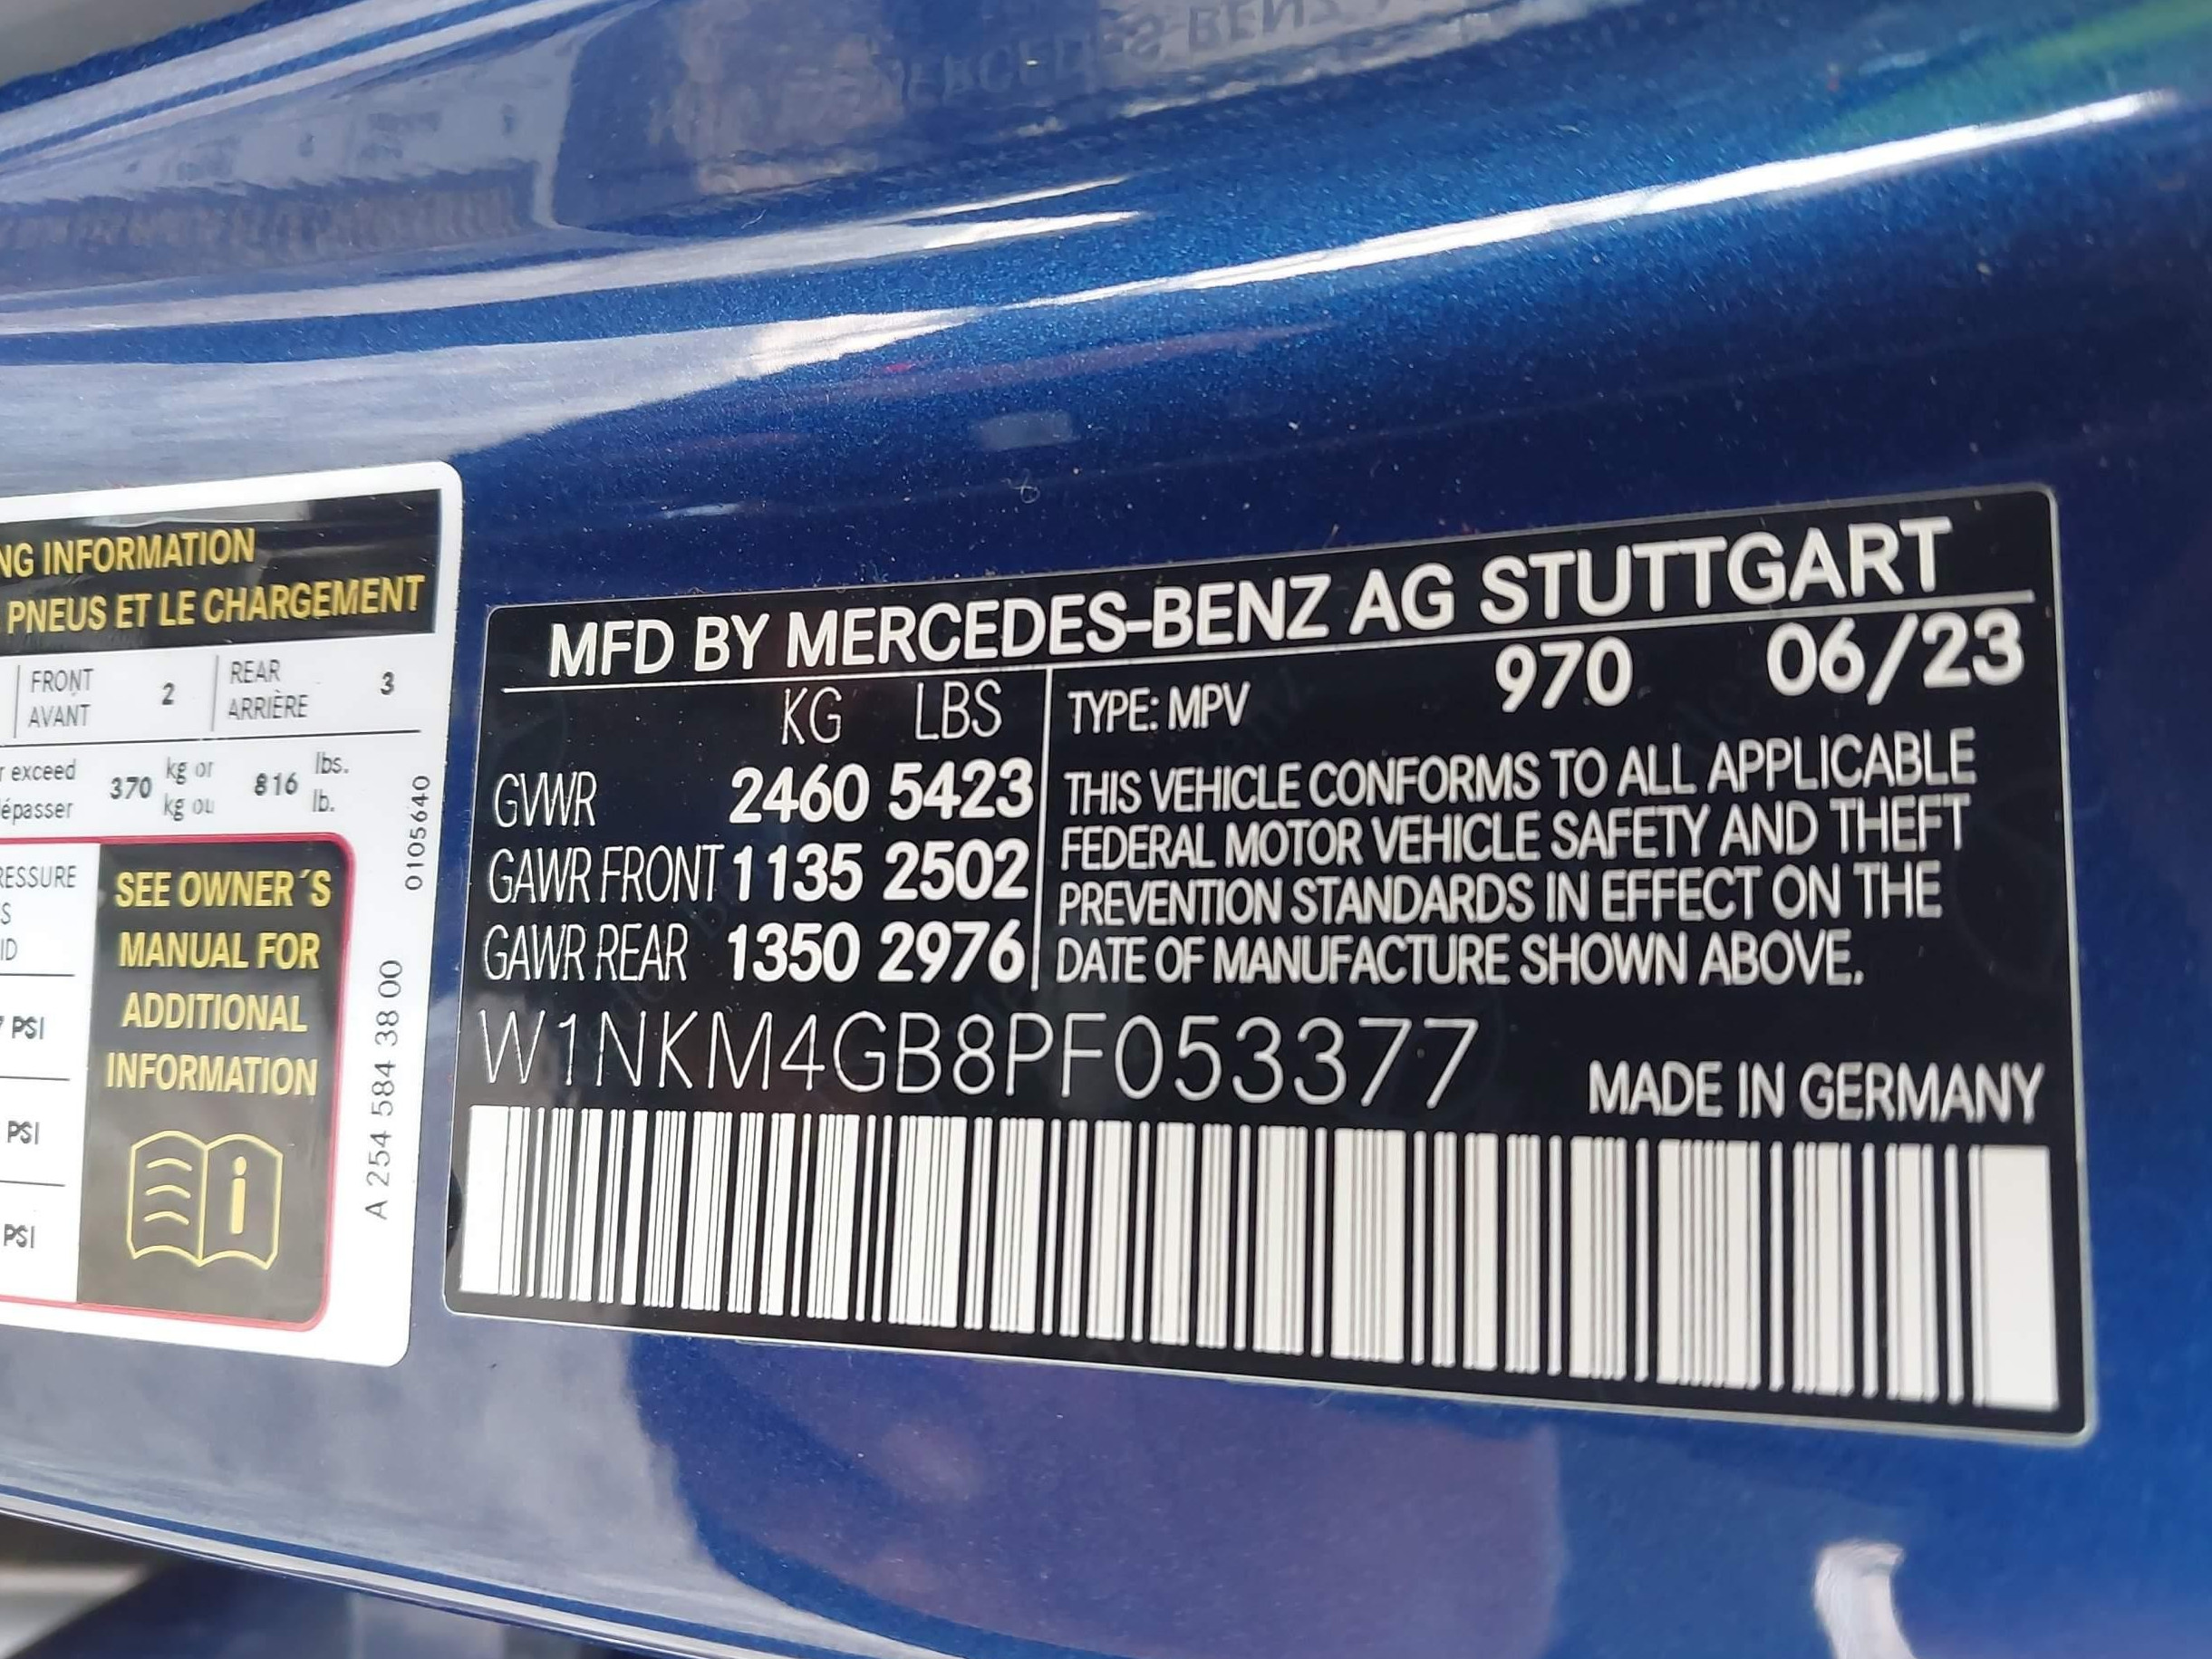 NG INFORMATION
PNEUS ET LE CHARGEMENT
FRONT
AVANT
2
REAR
ARRIÈRE
3
exceed
370
kg or
kg ou
816
lbs.
lb.
0105640
SEE OWNER´S
MANUAL FOR
ADDITIONAL
INFORMATION
i
PSI
PSI
PSI
A 254 584 38 00
MFD BY MERCEDES-BENZ AG STUTTGART
KG LBS
GVWR 2460 5423
GAWR FRONT 1135 2502
GAWR REAR 1350 2976
TYPE: MPV 970 06/23
THIS VEHICLE CONFORMS TO ALL APPLICABLE
FEDERAL MOTOR VEHICLE SAFETY AND THEFT
PREVENTION STANDARDS IN EFFECT ON THE
DATE OF MANUFACTURE SHOWN ABOVE.
W1NKM4GB8PF053377
MADE IN GERMANY